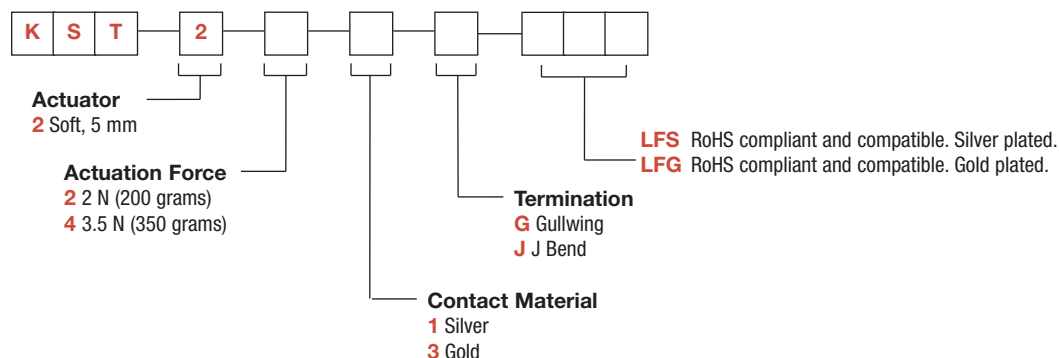 K S T 2
Actuator
2 Soft, 5 mm
Actuation Force
2 2 N (200 grams)
4 3.5 N (350 grams)
Contact Material
1 Silver
3 Gold
Termination
G Gullwing
J J Bend
LFS RoHS compliant and compatible. Silver plated.
LFG RoHS compliant and compatible. Gold plated.